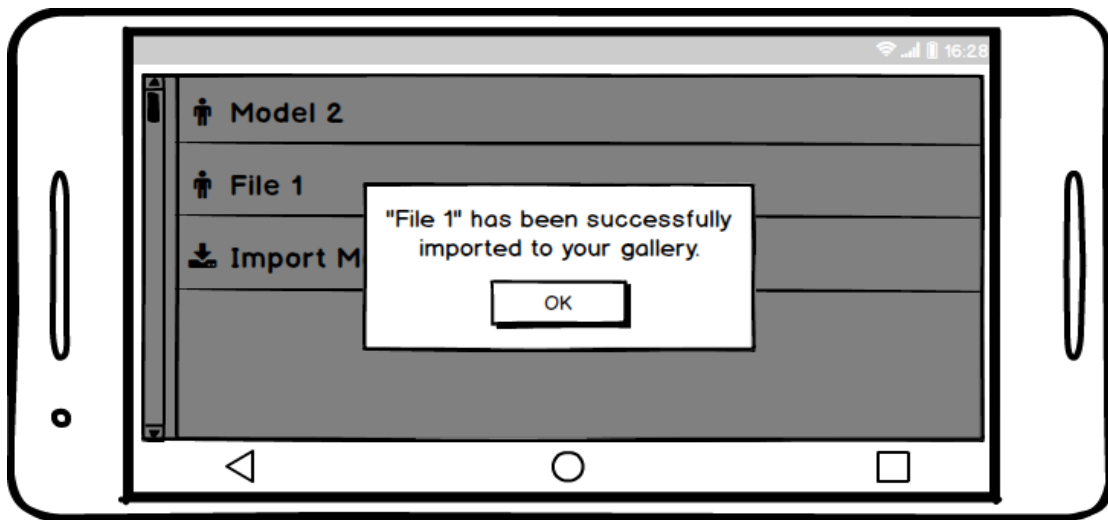 16:28
Model 2
File 1
Import M
"File 1" has been successfully
imported to your gallery.
OK